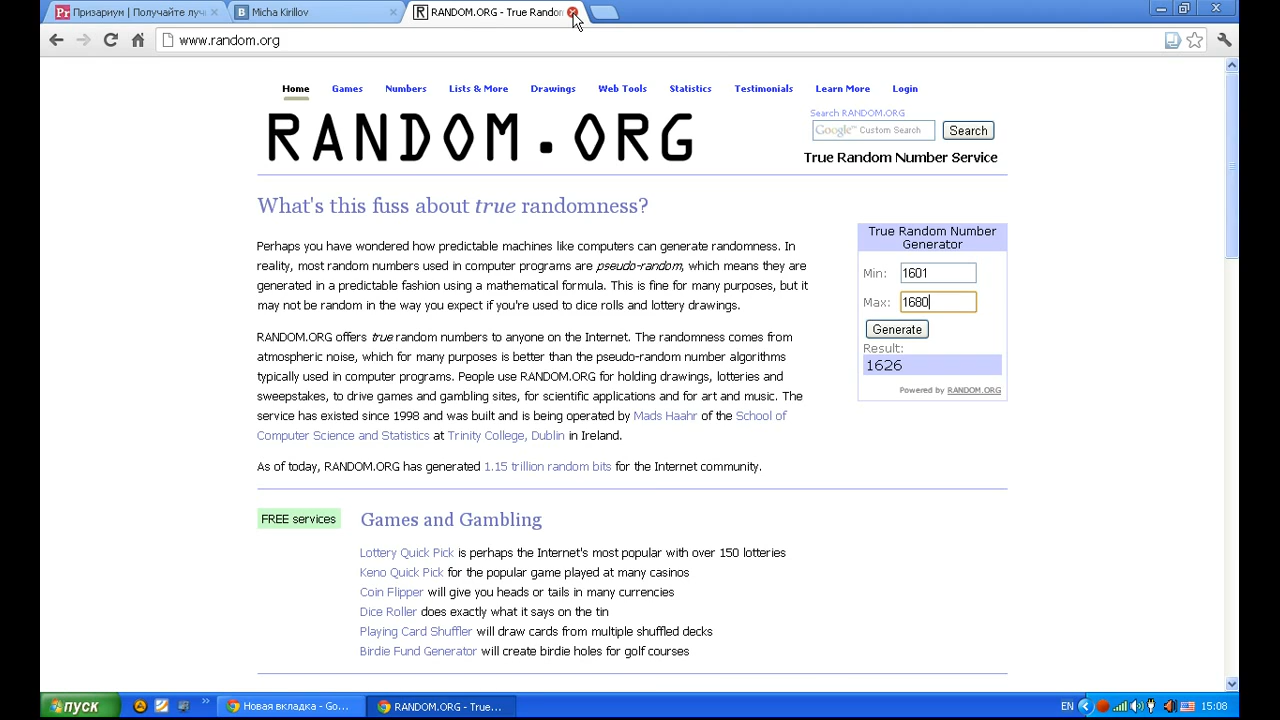 Призариум | Получайте луч
Micha Kirillov
RANDOM.ORG - True Random
www.random.org
Home Games Numbers Lists & More Drawings Web Tools Statistics Testimonials Learn More Login
RANDOM.ORG
Search RANDOM.ORG
Google™ Custom Search Search
True Random Number Service
What's this fuss about true randomness?
Perhaps you have wondered how predictable machines like computers can generate randomness. In
reality, most random numbers used in computer programs are pseudo-random, which means they are
generated in a predictable fashion using a mathematical formula. This is fine for many purposes, but it
may not be random in the way you expect if you're used to dice rolls and lottery drawings.
RANDOM.ORG offers true random numbers to anyone on the Internet. The randomness comes from
atmospheric noise, which for many purposes is better than the pseudo-random number algorithms
typically used in computer programs. People use RANDOM.ORG for holding drawings, lotteries and
sweepstakes, to drive games and gambling sites, for scientific applications and for art and music. The
service has existed since 1998 and was built and is being operated by Mads Haahr of the School of
Computer Science and Statistics at Trinity College, Dublin in Ireland.
As of today, RANDOM.ORG has generated 1.15 trillion random bits for the Internet community.
True Random Number
Generator
Min: 1601
Max: 1680
Generate
Result:
1626
Powered by RANDOM.ORG
FREE services
Games and Gambling
Lottery Quick Pick is perhaps the Internet's most popular with over 150 lotteries
Keno Quick Pick for the popular game played at many casinos
Coin Flipper will give you heads or tails in many currencies
Dice Roller does exactly what it says on the tin
Playing Card Shuffler will draw cards from multiple shuffled decks
Birdie Fund Generator will create birdie holes for golf courses
пуск
Новая вкладка - Go...
RANDOM.ORG - True...
EN
15:08